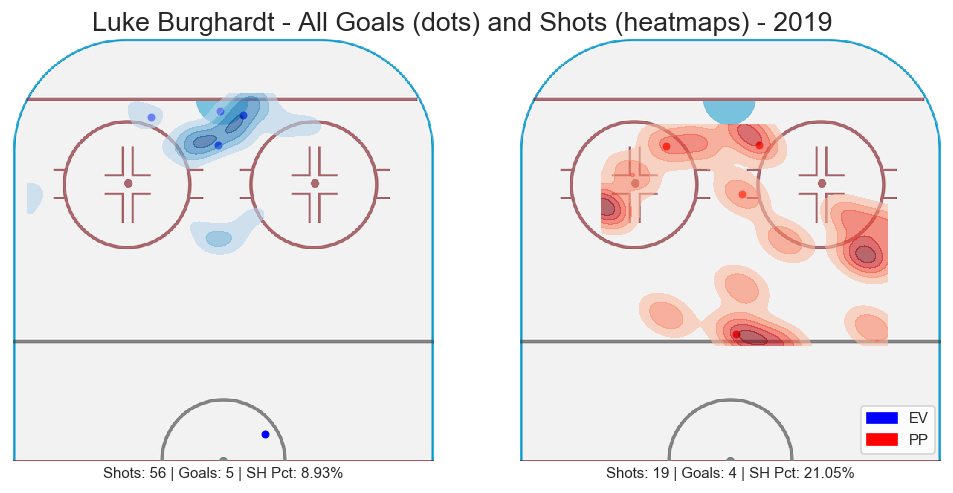 Luke Burghardt - All Goals (dots) and Shots (heatmaps) - 2019
EV
PP
Shots: 56 | Goals: 5 | SH Pct: 8.93%
Shots: 19 | Goals: 4 | SH Pct: 21.05%